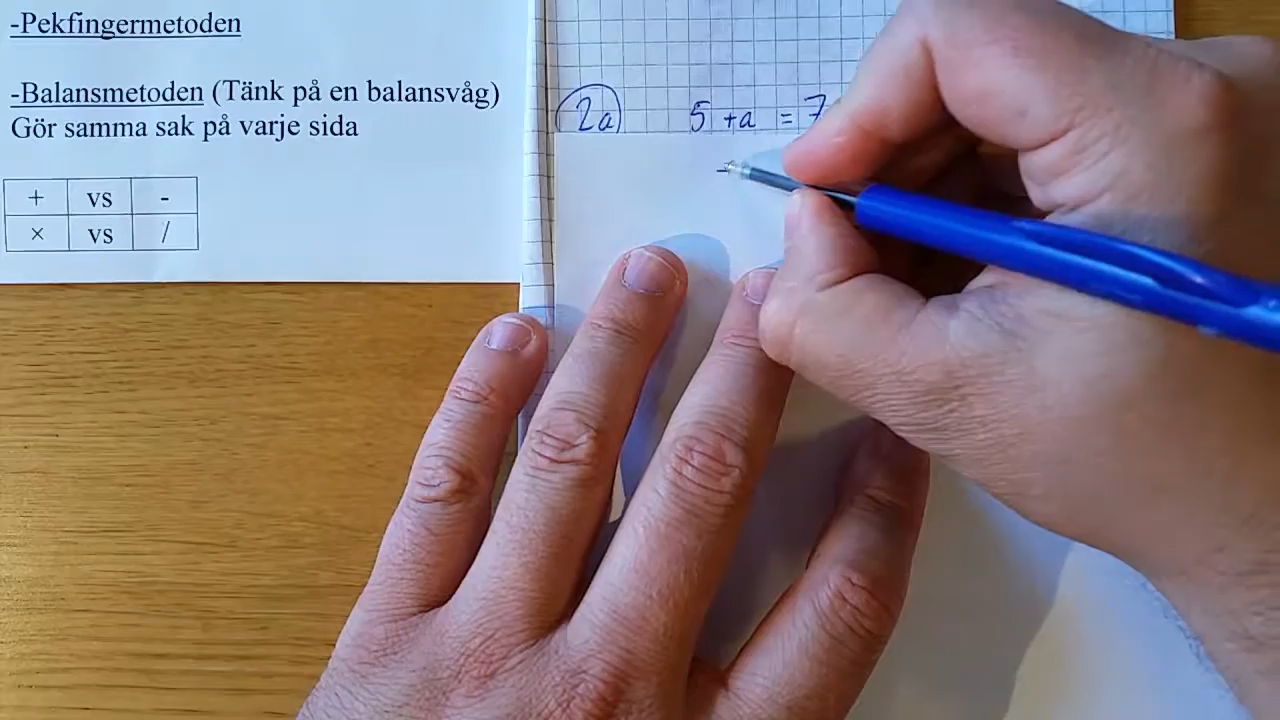 -Pekfingermetoden
-Balansmetoden (Tänk på en balansvåg)
Gör samma sak på varje sida
+ vs -
× vs /
2a) 5 + a = 7
-